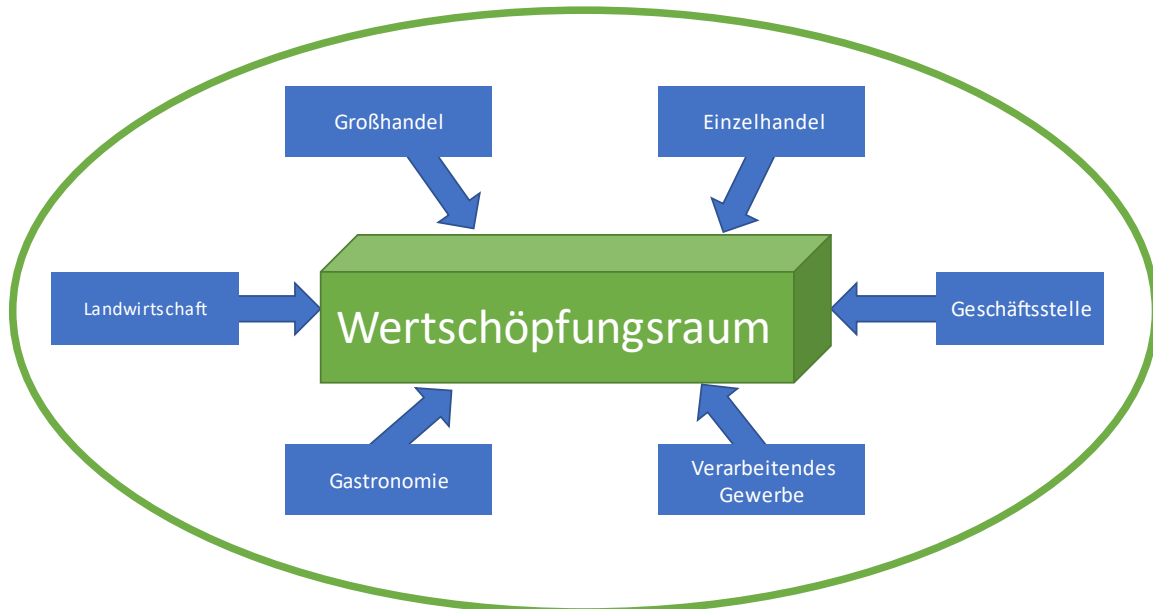 Großhandel
Einzelhandel
Landwirtschaft
Wertschöpfungsraum
Geschäftsstelle
Gastronomie
Verarbeitendes
Gewerbe